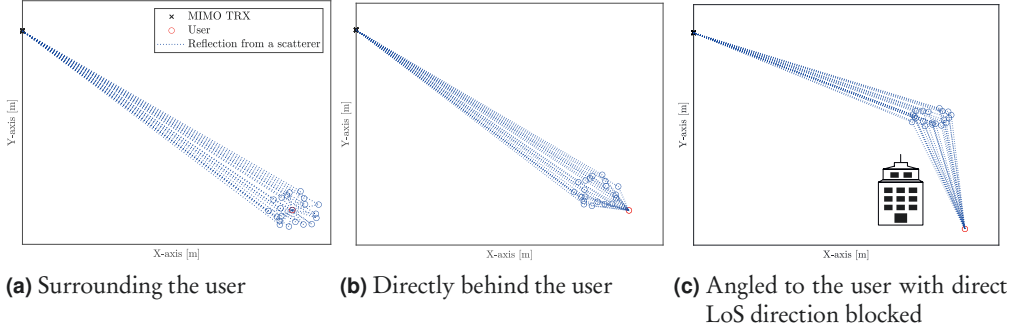 MIMO TRX
User
Reflection from a scatterer
Y-axis [m]
X-axis [m]
Y-axis [m]
X-axis [m]
Y-axis [m]
X-axis [m]
(a) Surrounding the user
(b) Directly behind the user
(c) Angled to the user with direct
LoS direction blocked